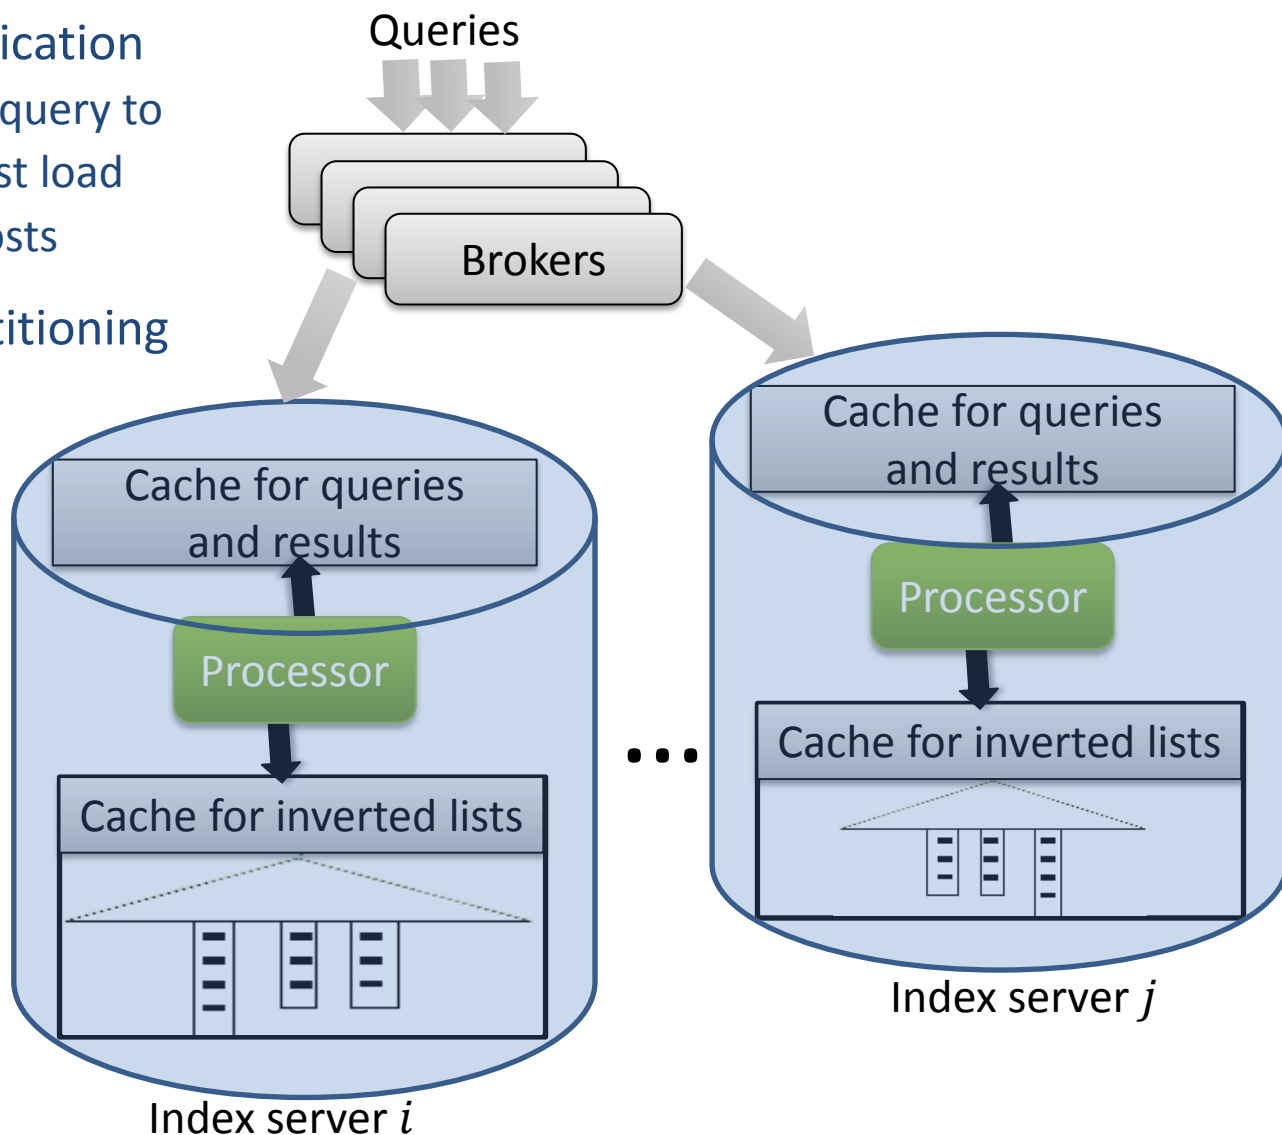 ication
query to
st load
osts
titioning
Queries
Brokers
Cache for queries
and results
Processor
Cache for inverted lists
Index server i
...
Cache for queries
and results
Processor
Cache for inverted lists
Index server j